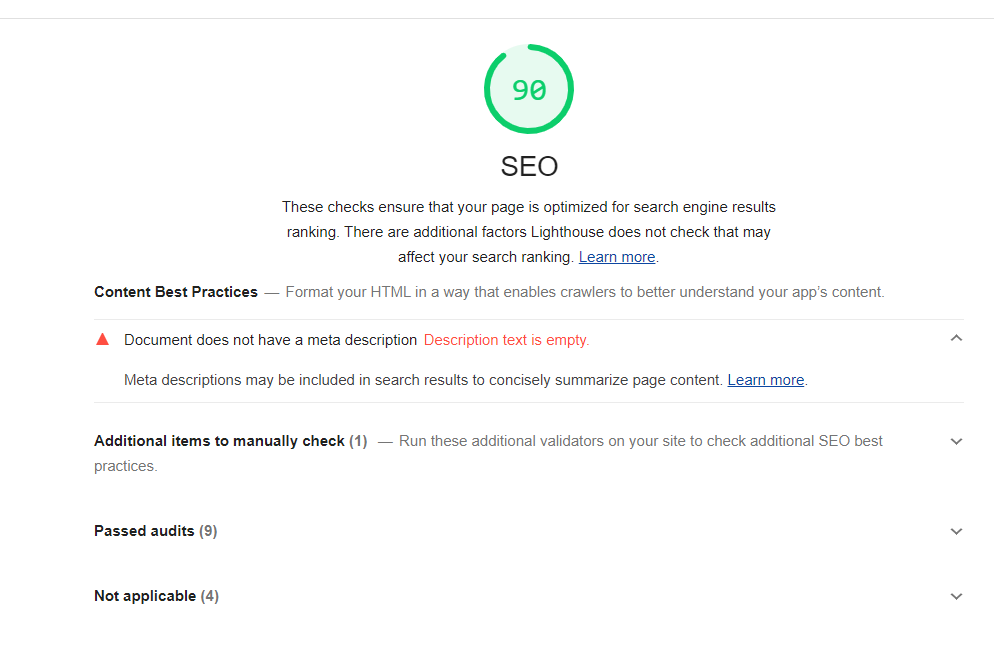 90
SEO
These checks ensure that your page is optimized for search engine results
ranking. There are additional factors Lighthouse does not check that may
affect your search ranking. Learn more.
Content Best Practices — Format your HTML in a way that enables crawlers to better understand your app's content.
Document does not have a meta description Description text is empty.
Meta descriptions may be included in search results to concisely summarize page content. Learn more.
Additional items to manually check (1) — Run these additional validators on your site to check additional SEO best
practices.
Passed audits (9)
Not applicable (4)